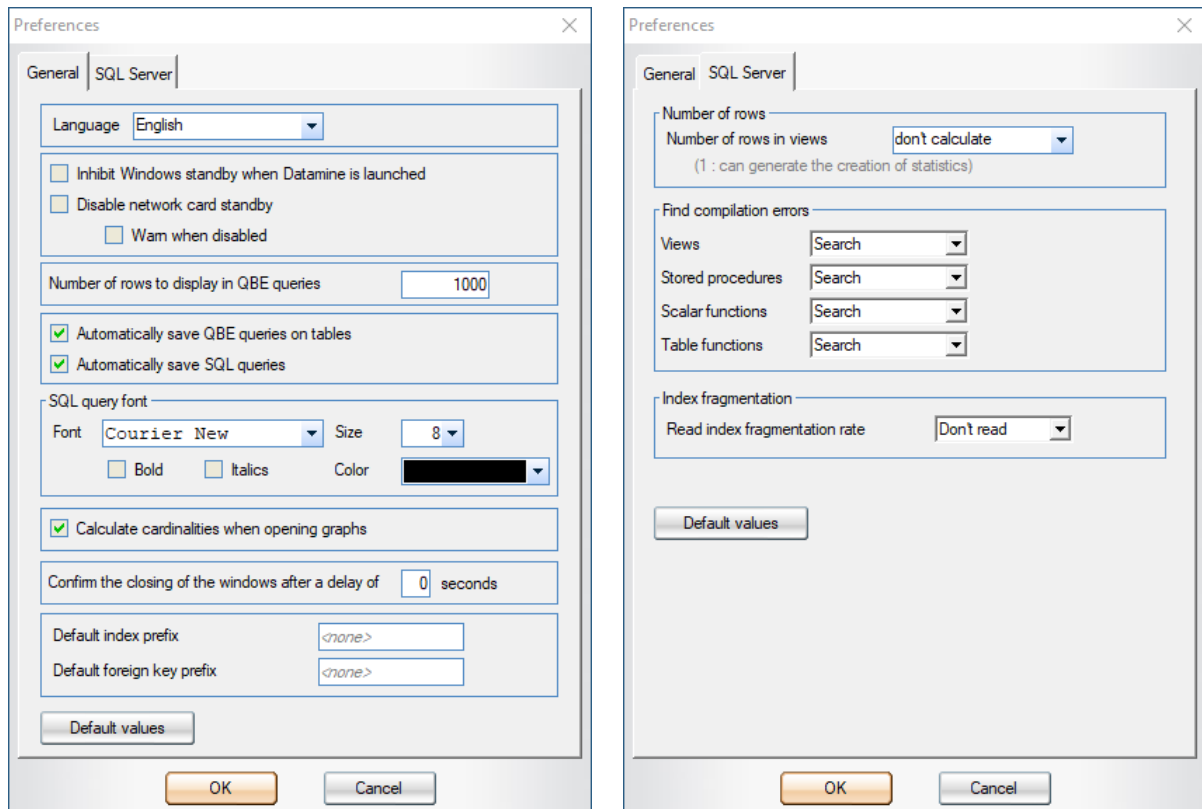 Preferences
General SQL Server
Language English
Inhibit Windows standby when Datamine is launched
Disable network card standby
Warn when disabled
Number of rows to display in QBE queries 1000
Automatically save QBE queries on tables
Automatically save SQL queries
SQL query font
Font Courier New Size 8
Bold Italics Color
Calculate cardinalities when opening graphs
Confirm the closing of the windows after a delay of 0 seconds
Default index prefix <none>
Default foreign key prefix <none>
Default values
OK Cancel
Preferences
General SQL Server
Number of rows
Number of rows in views don't calculate
(1 : can generate the creation of statistics)
Find compilation errors
Views Search
Stored procedures Search
Scalar functions Search
Table functions Search
Index fragmentation
Read index fragmentation rate Don't read
Default values
OK Cancel